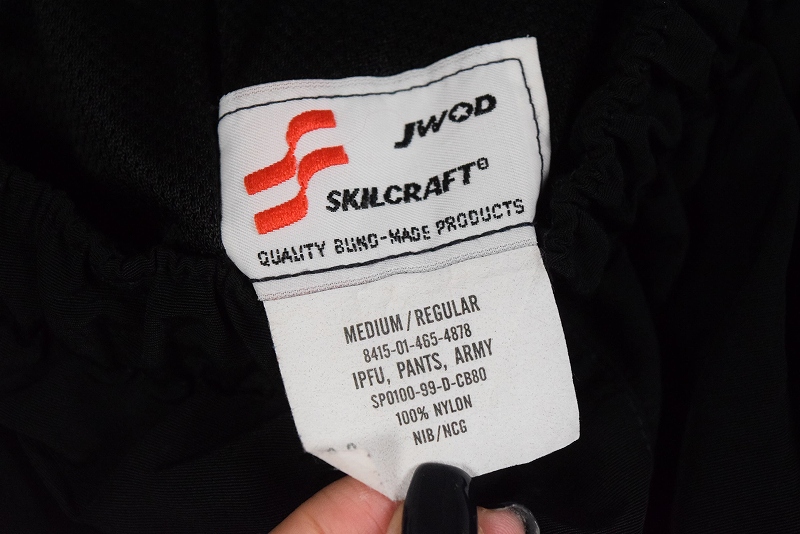 JWOD
SKILCRAFT®
QUALITY BLIND-MADE PRODUCTS
MEDIUM/REGULAR
8415-01-465-4878
IPFU, PANTS, ARMY
SPO100-99-D-CB80
100% NYLON
NIB/NCG